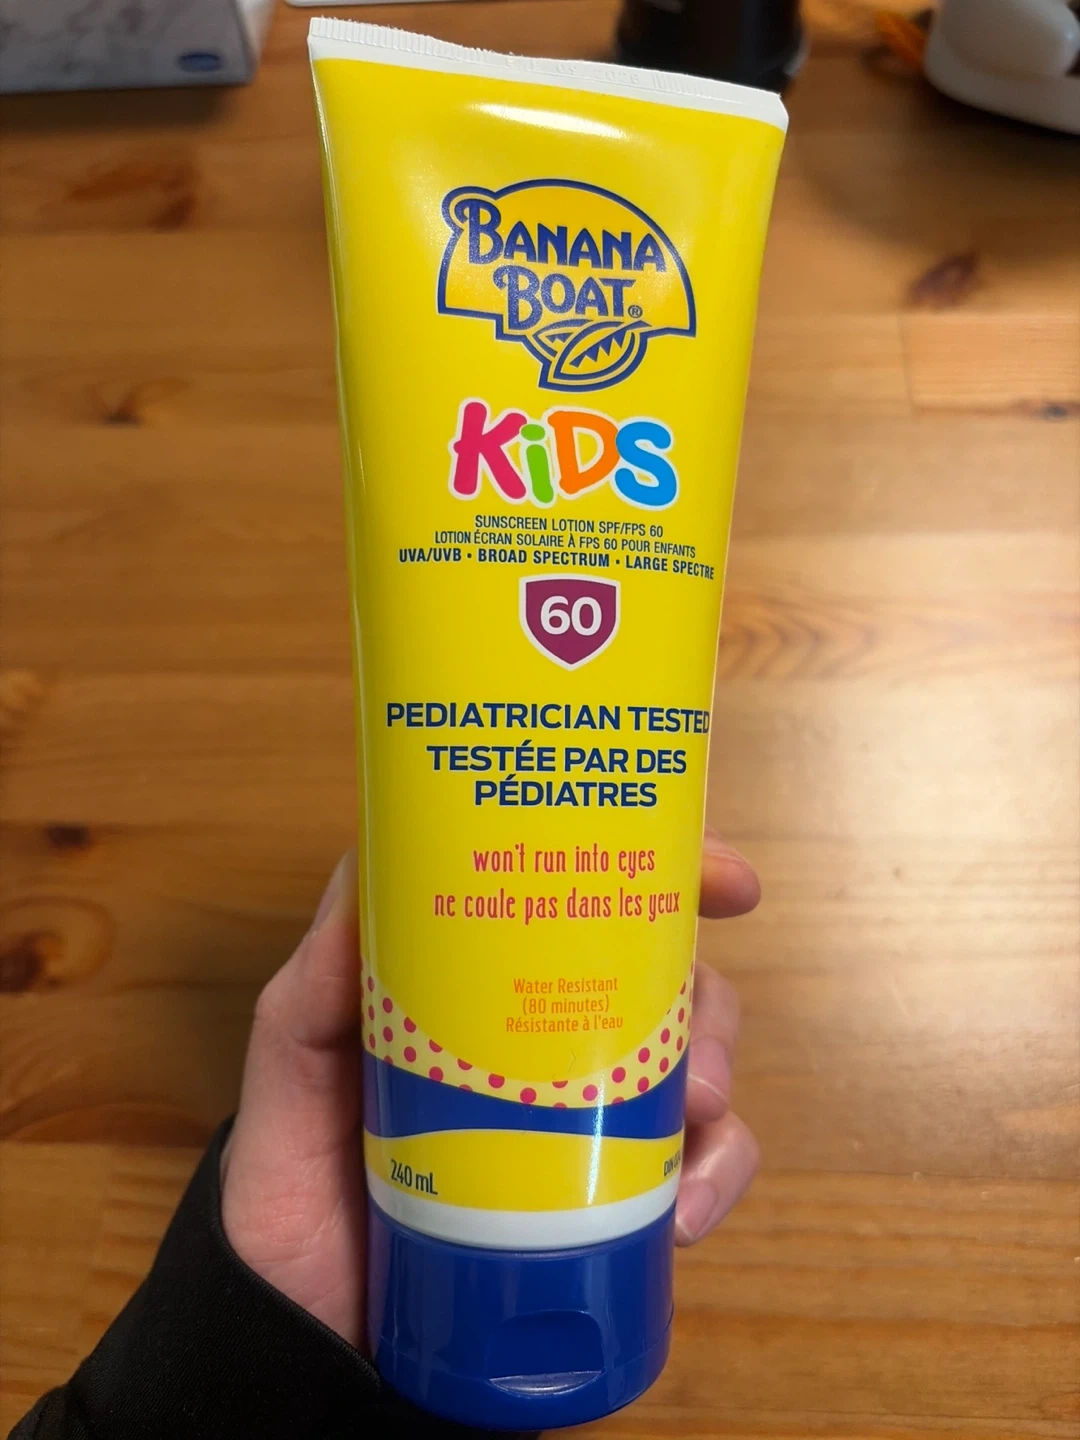 BANANA
BOAT®
KiDS
SUNSCREEN LOTION SPF/FPS 60
LOTION ÉCRAN SOLAIRE À FPS 60 POUR ENFANTS
UVA/UVB • BROAD SPECTRUM • LARGE SPECTRE
60
PEDIATRICIAN TESTED
TESTÉE PAR DES
PÉDIATRES
won't run into eyes
ne coule pas dans les yeux
Water Resistant
(80 minutes)
Résistante à l'eau
240 mL
DIN